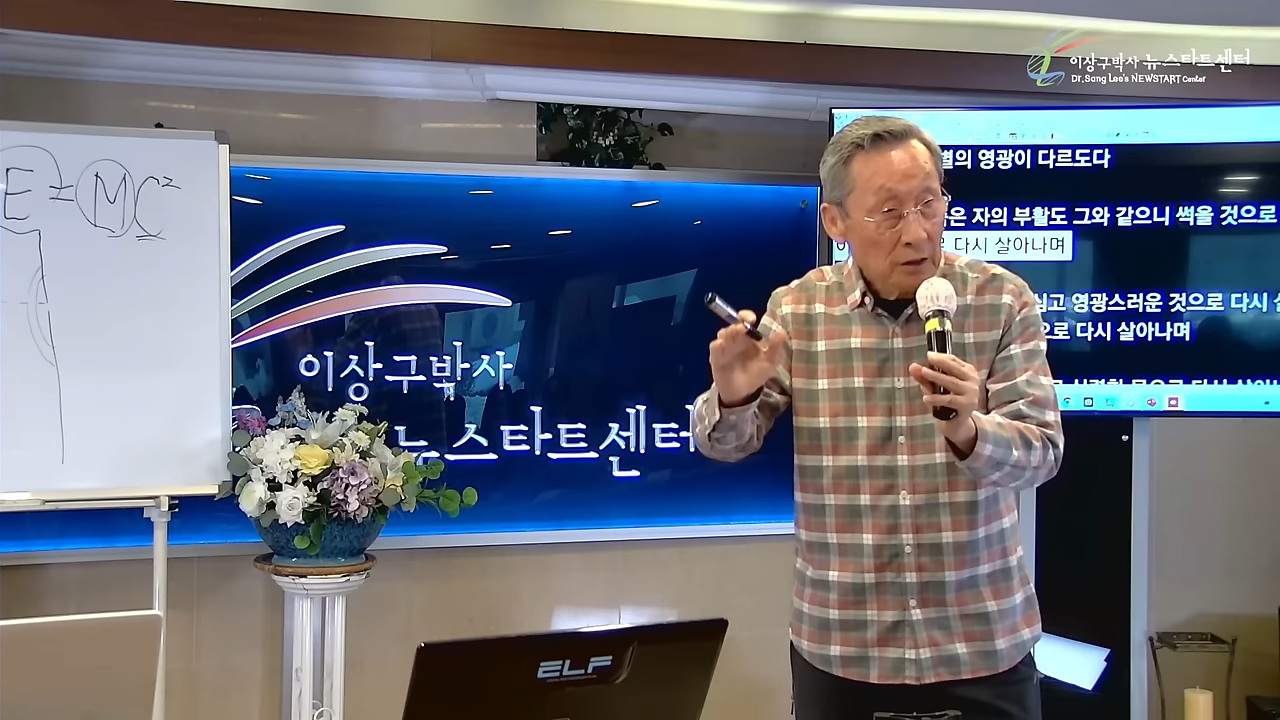 이상구박사 뉴스타트센터
Dr. Sang Lee's NEWSTART Center
E = MC²
이상구박사
뉴스타트센터
별의 영광이 다르도다
은 자의 부활도 그와 같으니 썩을 것으로
다시 살아나며
심고 영광스러운 것으로 다시
으로 다시 살아나며
ELF